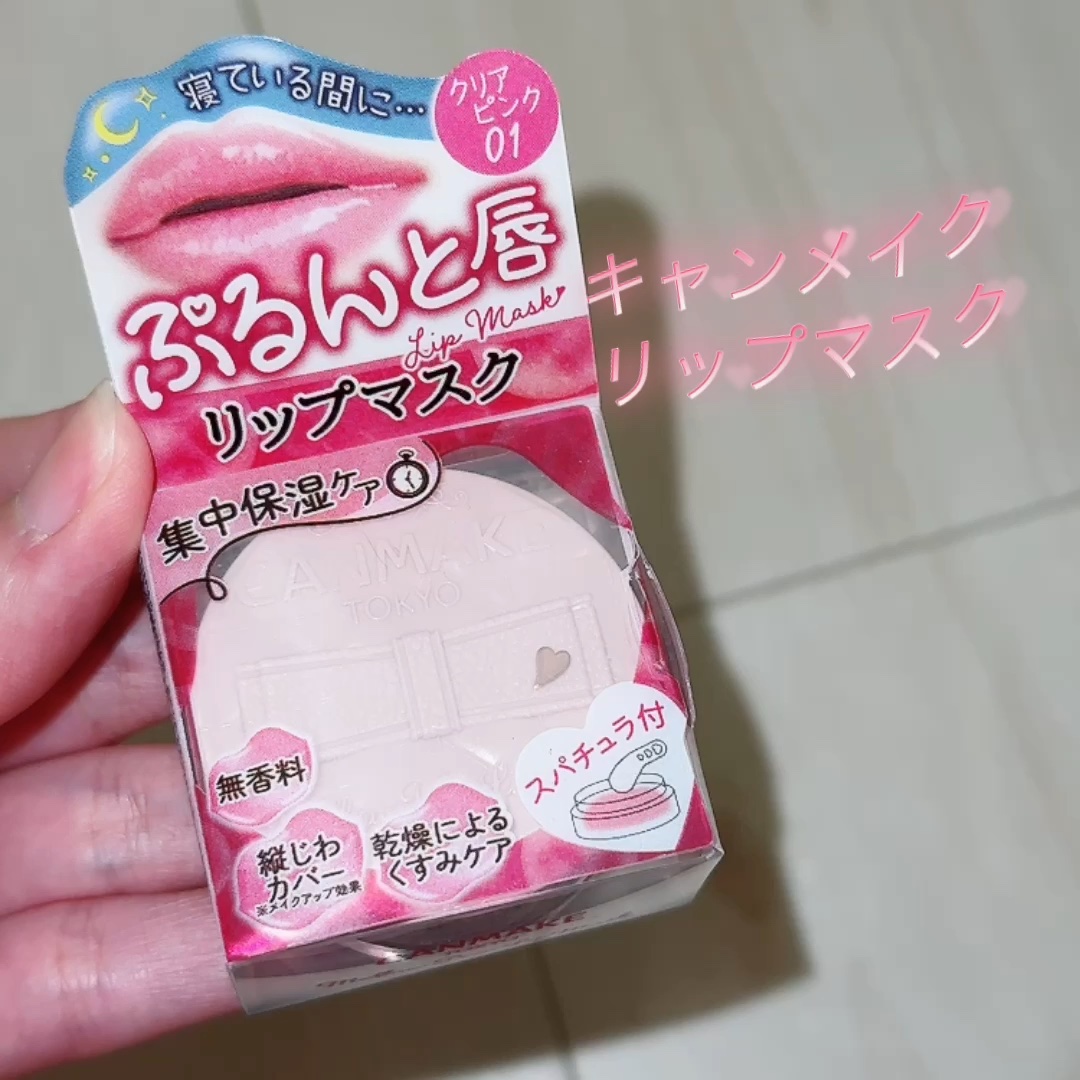 寝ている間に…
クリア
ピンク
01
ぷるんと唇
Lip Mask
リップマスク
キャンメイク
リップマスク
集中保湿ケア
CANMAKE
TOKYO
無香料
縦じわ
カバー
※メイクアップ効果
乾燥による
くすみケア
スパチュラ付
CANMAKE